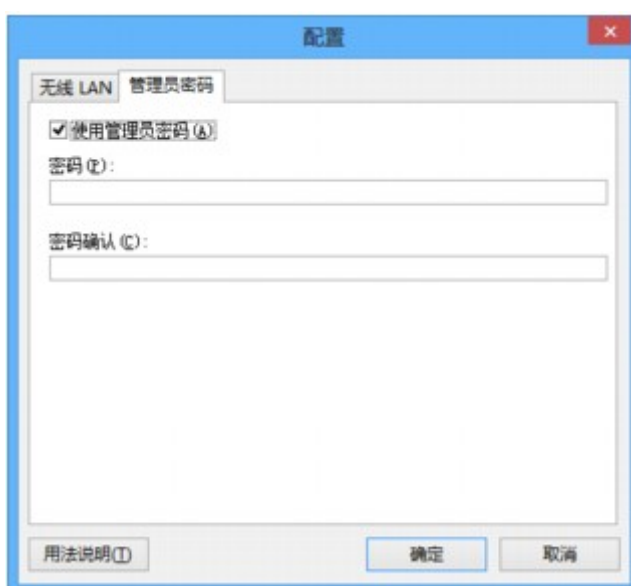 配置
无线 LAN 管理员密码
使用管理员密码(A)
密码(P):
密码确认(C):
用法说明(T) 确定 取消